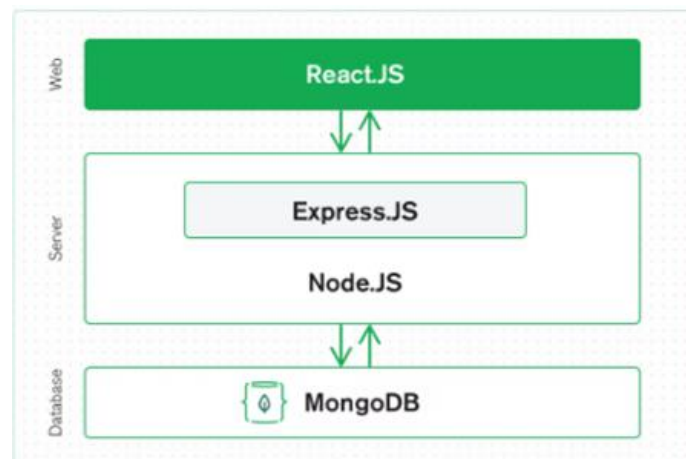 Web
React.JS
Server
Express.JS
Node.JS
Database
MongoDB